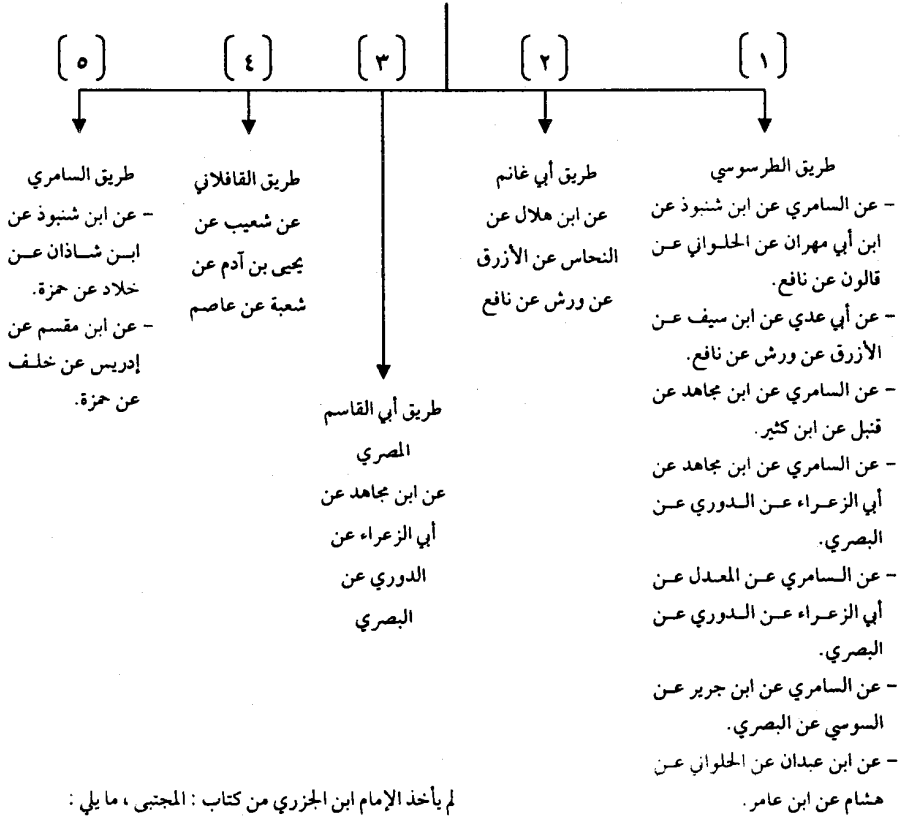 (١)
(٢)
(٣)
(٤)
(٥)
طريق الطرسوسي
– عن السامري عن ابن شنبوذ عن
ابن أبي مهران عن الحلواني عن
قالون عن نافع.
– عن أبي عدي عن ابن سيف عن
الأزرق عن ورش عن نافع.
– عن السامري عن ابن مجاهد عن
قنبل عن ابن كثير.
– عن السامري عن ابن مجاهد عن
أبي الزعراء عن الدوري عن
البصري.
– عن السامري عن المعدل عن
أبي الزعراء عن الدوري عن
البصري.
– عن السامري عن ابن جرير عن
السوسي عن البصري.
– عن ابن عبدان عن الحلواني عن
هشام عن ابن عامر.
طريق أبي غانم
عن ابن هلال عن
النحاس عن الأزرق
عن ورش عن نافع
طريق أبي القاسم
المصري
عن ابن مجاهد عن
أبي الزعراء عن
الدوري عن
البصري
طريق القافلاني
عن شعيب عن
يحيى بن آدم عن
شعبة عن عاصم
طريق السامري
– عن ابن شنبوذ عن
ابن شاذان عن
خلاد عن حمزة.
– عن ابن مقسم عن
إدريس عن خلف
عن حمزة.
لم يأخذ الإمام ابن الجزري من كتاب : المجتبى ، ما يلي :